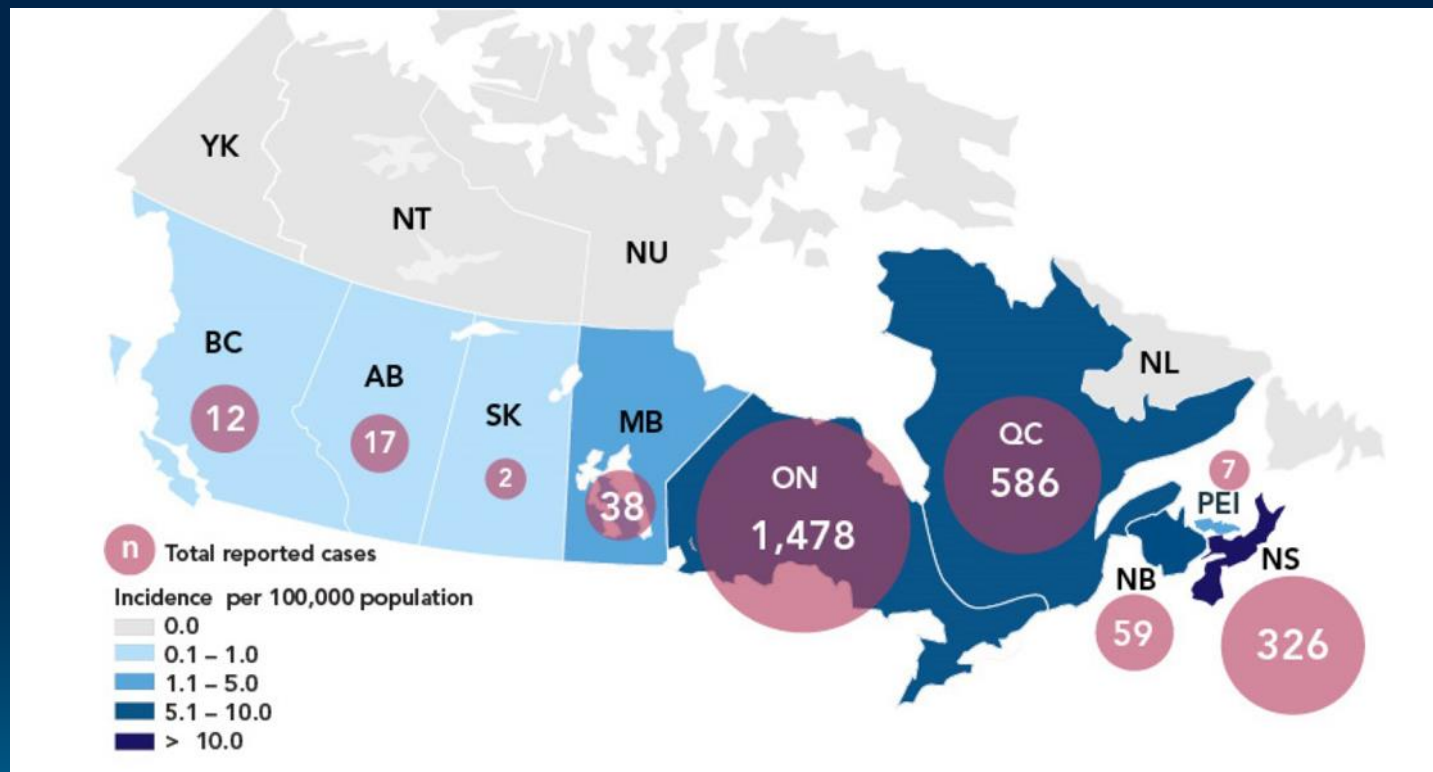 YK
NT
NU
BC
12
AB
17
SK
2
MB
38
ON
1,478
QC
586
NL
7
PEI
NB
59
NS
326
n Total reported cases
Incidence per 100,000 population
0.0
0.1 – 1.0
1.1 – 5.0
5.1 – 10.0
> 10.0